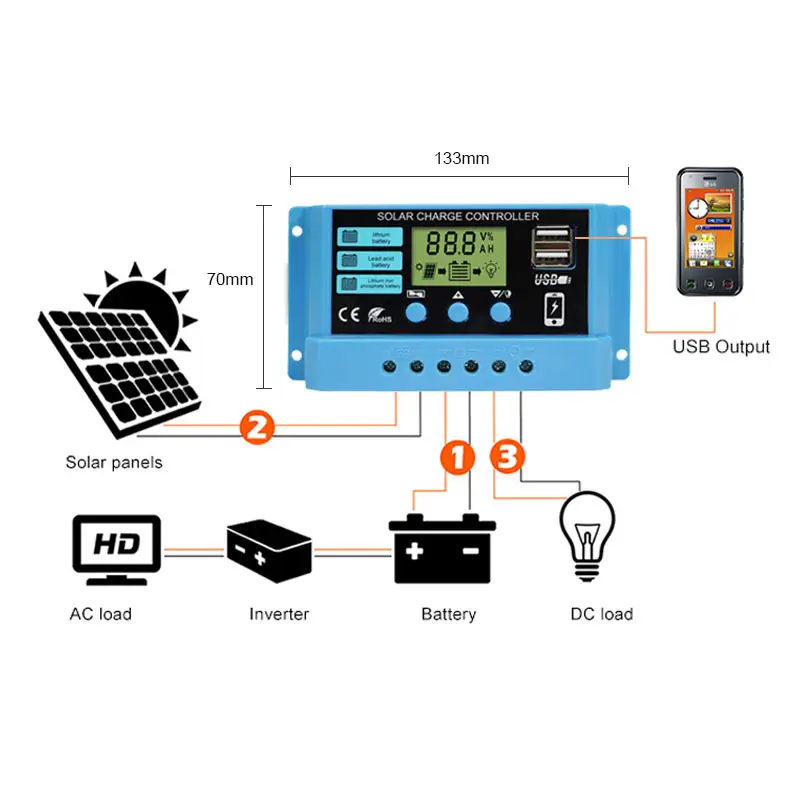 133mm
SOLAR CHARGE CONTROLLER
lithium
battery
Lead acid
battery
Lithium iron
phosphate battery
88.8 V%
AH
USB
CE
RoHS
70mm
LG
USB Output
2
1
3
Solar panels
HD
+ -
- +
AC load
Inverter
Battery
DC load